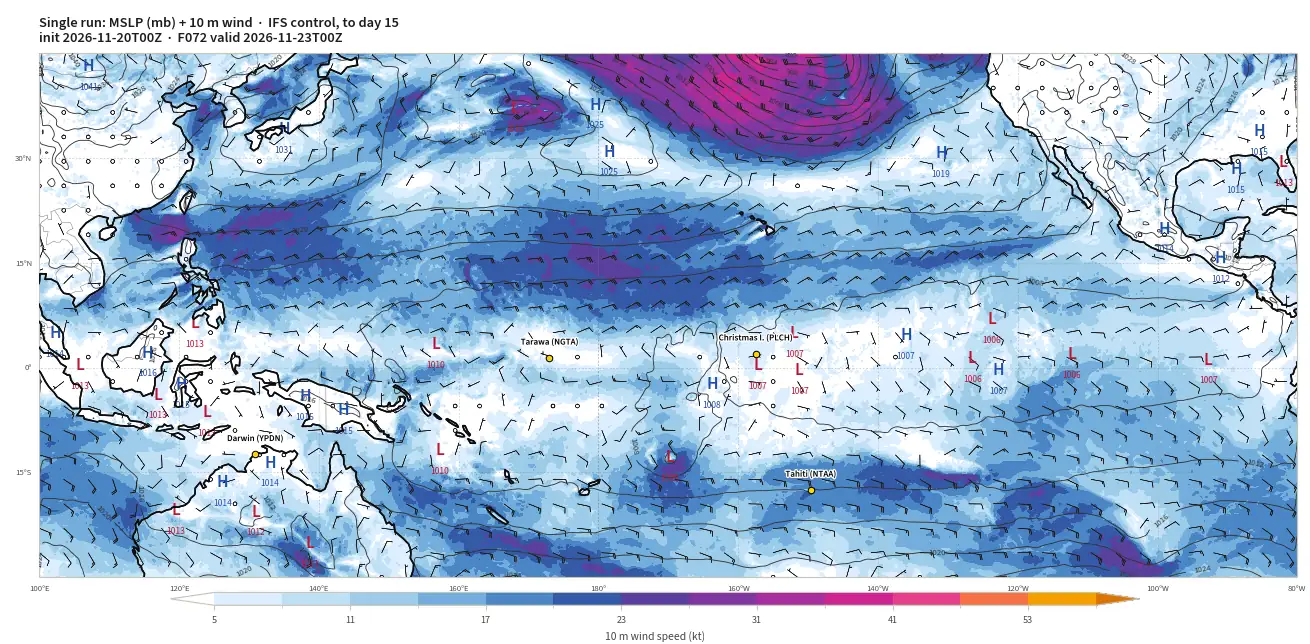 Single run: MSLP (mb) + 10 m wind · IFS control, to day 15
init 2026-11-20T00Z · F072 valid 2026-11-23T00Z
H
1041
H
1031
H
1025
H
1025
H
1019
H
1015
H
1015
L
1013
H
H
1012
30°N
15°N
0°
15°S
L
1013
H
1016
L
1013
L
1010
Tarawa (NGTA)
Christmas I. (PLCH)
L
1007
L
1007
L
1007
H
1007
L
1006
L
1006
H
1007
L
1006
L
1007
H
1008
L
1013
H
1015
H
1015
Darwin (YPDN)
H
1014
H
1014
L
1010
L
Tahiti (NTAA)
L
1013
L
1012
L
1020
1020
1024
100°E
120°E
140°E
160°E
180°
160°W
140°W
120°W
100°W
80°W
5
11
17
23
31
41
53
10 m wind speed (kt)